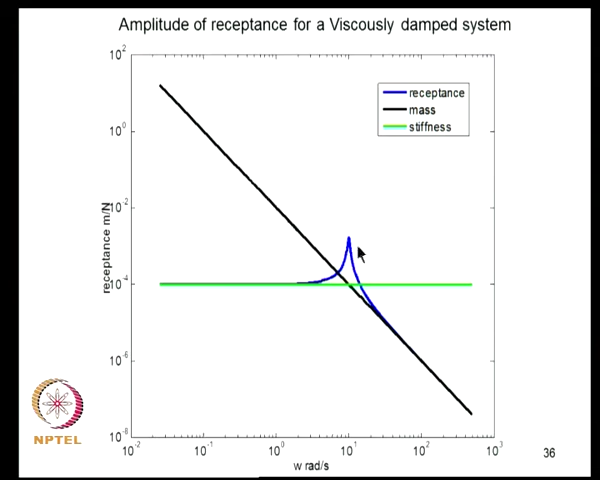 Amplitude of receptance for a Viscously damped system
10^2
10^0
10^-2
10^-4
10^-6
10^-8
receptance m/N
receptance
mass
stiffness
10^-2 10^-1 10^0 10^1 10^2 10^3
w rad/s
NPTEL
36